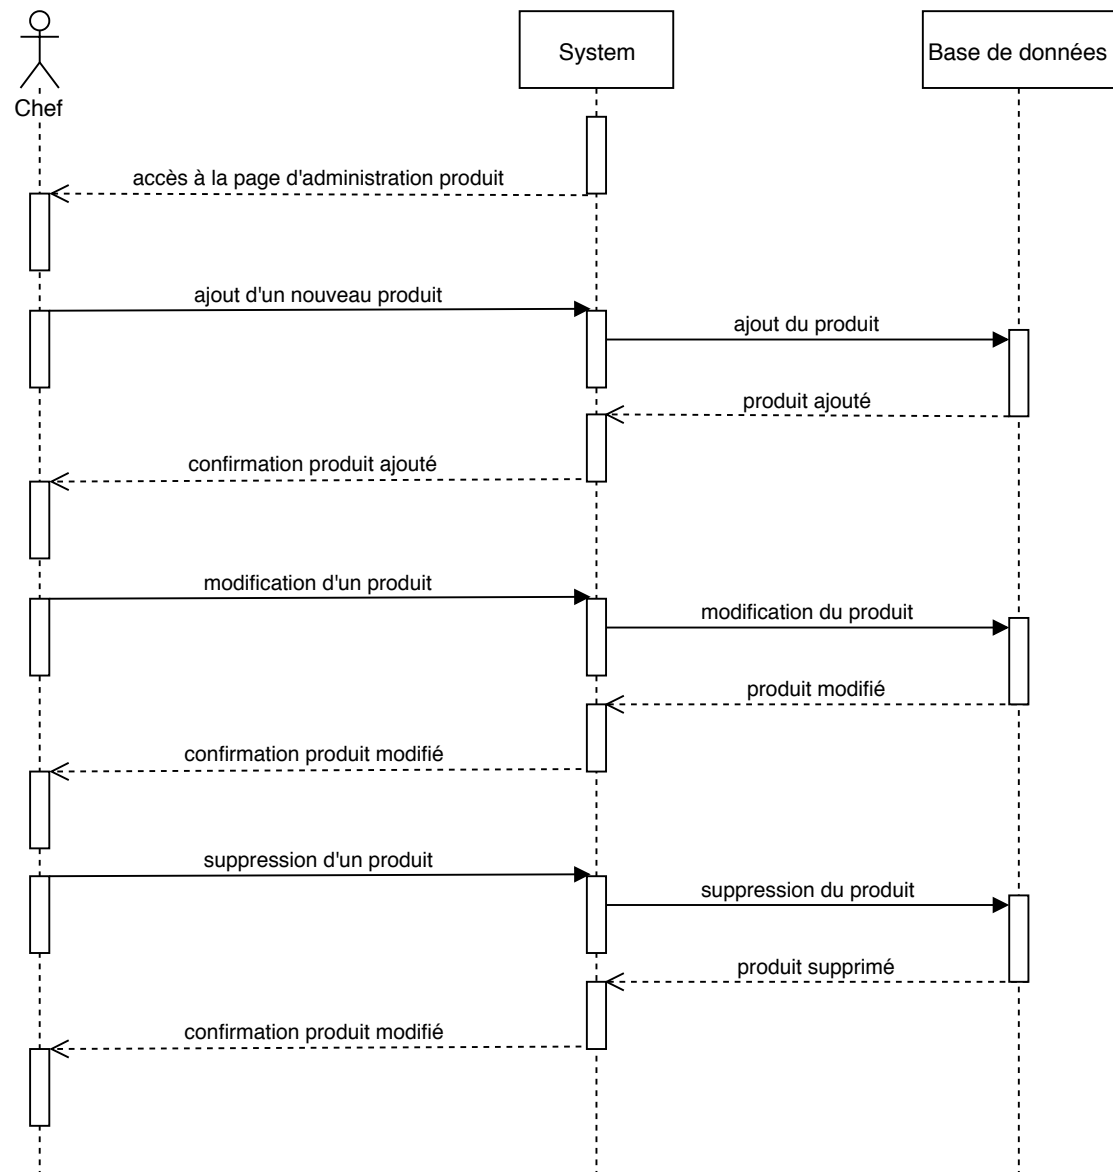 System
Base de données
Chef
accès à la page d'administration produit
ajout d'un nouveau produit
ajout du produit
produit ajouté
confirmation produit ajouté
modification d'un produit
modification du produit
produit modifié
confirmation produit modifié
suppression d'un produit
suppression du produit
produit supprimé
confirmation produit modifié